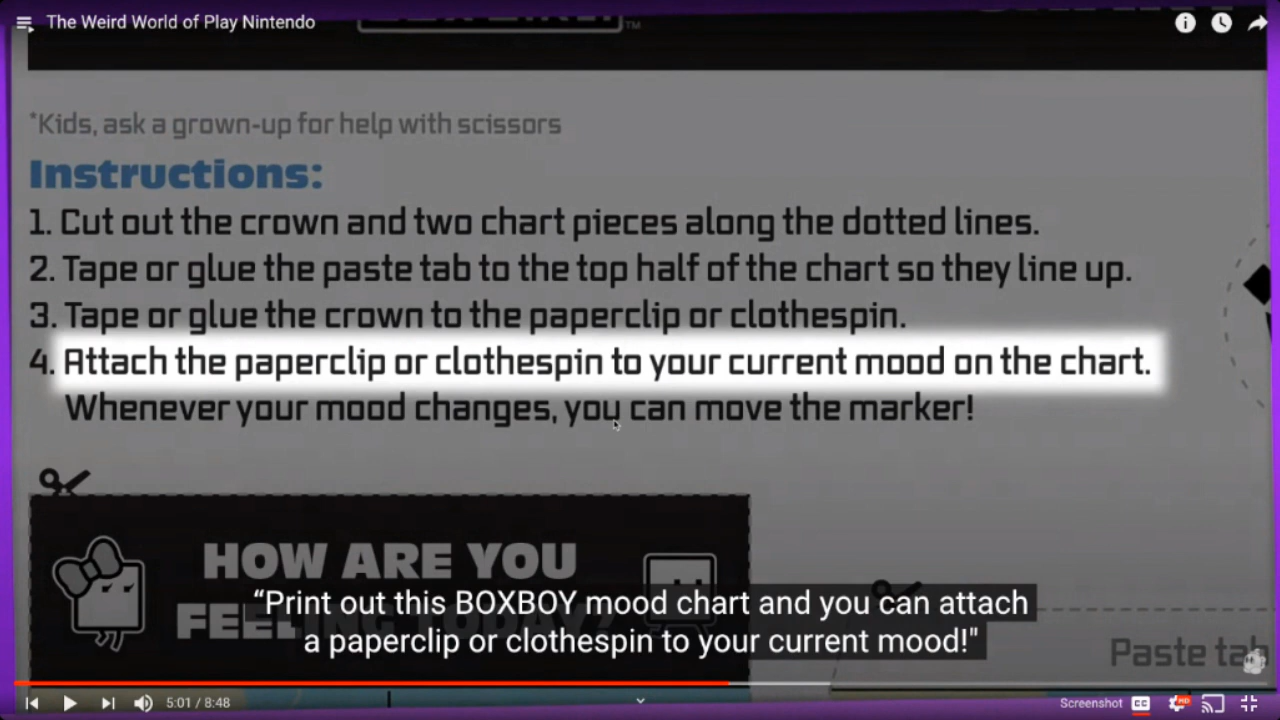 The Weird World of Play Nintendo
TM
*Kids, ask a grown-up for help with scissors
Instructions:
1. Cut out the crown and two chart pieces along the dotted lines.
2. Tape or glue the paste tab to the top half of the chart so they line up.
3. Tape or glue the crown to the paperclip or clothespin.
4. Attach the paperclip or clothespin to your current mood on the chart.
Whenever your mood changes, you can move the marker!
HOW ARE YOU
FEELING TODAY?
“Print out this BOXBOY mood chart and you can attach
a paperclip or clothespin to your current mood!"
Paste tab
5:01 / 8:48
Screenshot
CC
HD